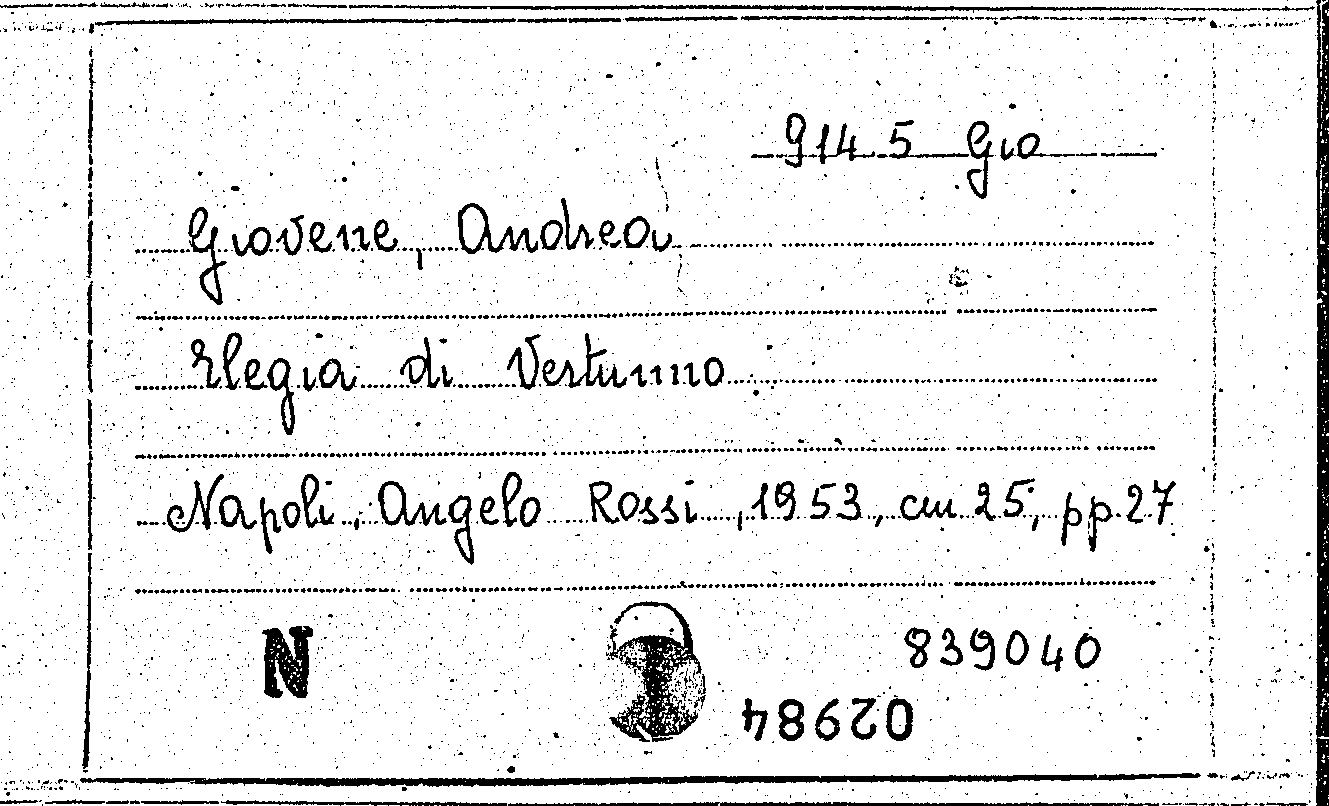 914.5 Gio
Giovene, Andrea
Elegia di Vertunno
Napoli, Angelo Rossi, 1953, cm 25, pp. 27
N
839040
02984